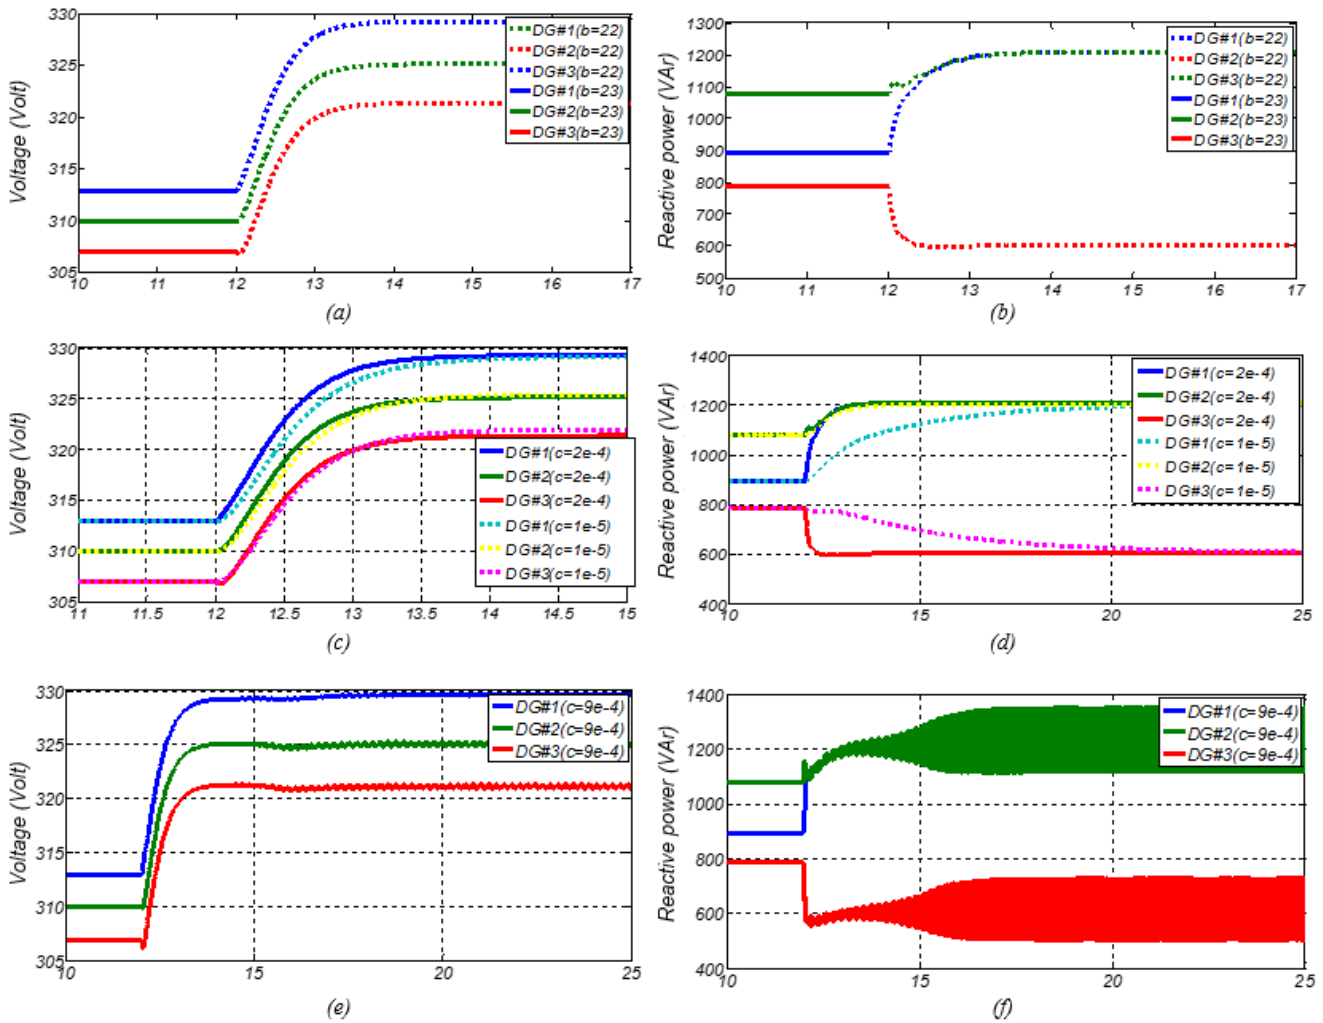 Voltage (Volt)
330
325
320
315
310
305
10 11 12 13 14 15 16 17
DG#1(b=22)
DG#2(b=22)
DG#3(b=22)
DG#1(b=23)
DG#2(b=23)
DG#3(b=23)
(a)
Reactive power (VAr)
1300
1200
1100
1000
900
800
700
600
500
10 11 12 13 14 15 16 17
DG#1(b=22)
DG#2(b=22)
DG#3(b=22)
DG#1(b=23)
DG#2(b=23)
DG#3(b=23)
(b)
Voltage (Volt)
330
325
320
315
310
305
11 11.5 12 12.5 13 13.5 14 14.5 15
DG#1(c=2e-4)
DG#2(c=2e-4)
DG#3(c=2e-4)
DG#1(c=1e-5)
DG#2(c=1e-5)
DG#3(c=1e-5)
(c)
Reactive power (VAr)
1400
1200
1000
800
600
400
10 15 20 25
DG#1(c=2e-4)
DG#2(c=2e-4)
DG#3(c=2e-4)
DG#1(c=1e-5)
DG#2(c=1e-5)
DG#3(c=1e-5)
(d)
Voltage (Volt)
330
325
320
315
310
305
10 15 20 25
DG#1(c=9e-4)
DG#2(c=9e-4)
DG#3(c=9e-4)
(e)
Reactive power (VAr)
1400
1200
1000
800
600
400
10 15 20 25
DG#1(c=9e-4)
DG#2(c=9e-4)
DG#3(c=9e-4)
(f)